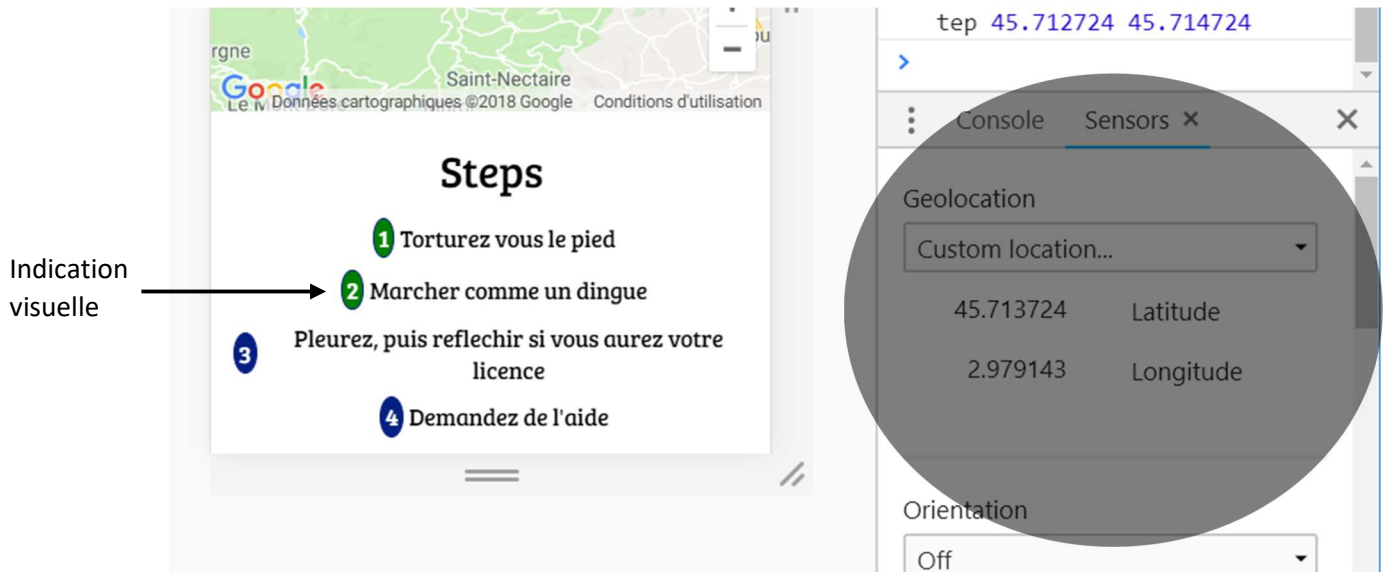 rgne
Saint-Nectaire
Google
Données cartographiques ©2018 Google Conditions d'utilisation
Steps
1 Torturez vous le pied
2 Marcher comme un dingue
3 Pleurez, puis reflechir si vous aurez votre
licence
4 Demandez de l'aide
Indication
visuelle
tep 45.712724 45.714724
>
Console Sensors ×
Geolocation
Custom location...
45.713724 Latitude
2.979143 Longitude
Orientation
Off